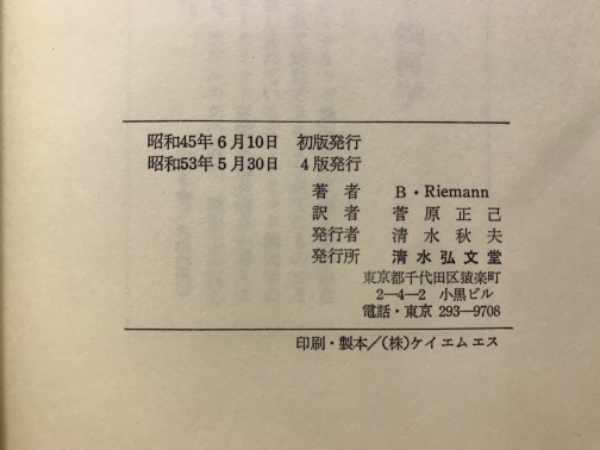 昭和45年6月10日 初版発行
昭和53年5月30日 4版発行
著者 B・Riemann
訳者 菅原正己
発行者 清水秋夫
発行所 清水弘文堂
東京都千代田区猿楽町
2―4―2 小黒ビル
電話・東京 293―9708
印刷・製本/(株)ケイエムエス